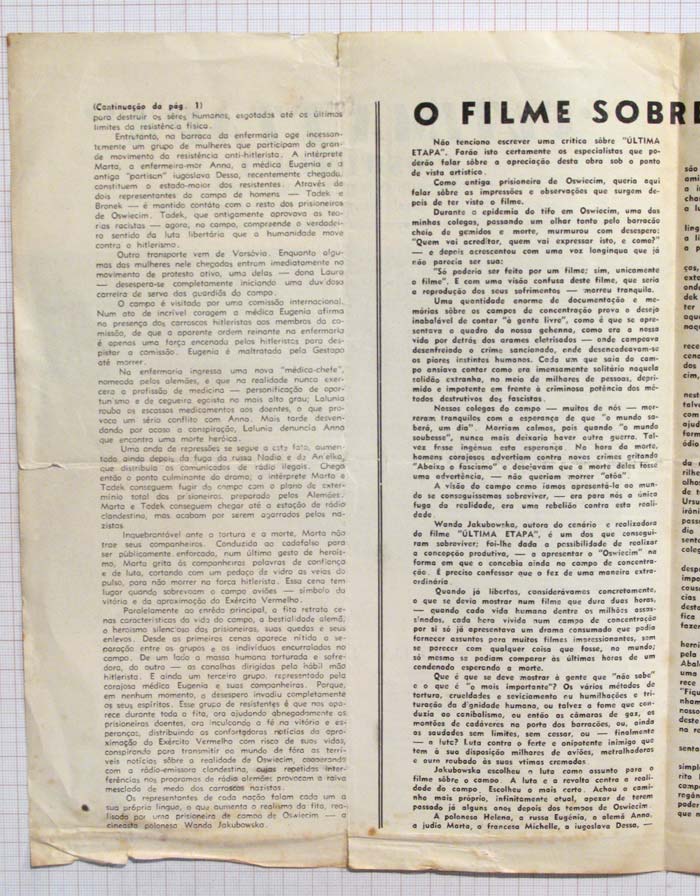 (Continuação da pág. 1)
para destruir os sêres humanos, esgotados até os últimos
limites da resistência física.
Entrutanto, na barraca da enfermaria age incessan-
temente um grupo de mulheres que participam do gran-
de movimento da resistência anti-hitlerista. A intérprete
Marta, a enfermeira-mor Anna, a médica Eugenia e a
antiga "partisan" iugoslava Dessa, recentemente chegada,
constituem o estado-maior dos resistentes. Através de
dois representantes do campo de homens — Tadek e
Bronek — é mantido contáto com o resto dos prisioneiros
de Oswiecim. Tadek, que antigamente aprovava as teo-
rias racistas — agora, no campo, compreende o verdadei-
ro sentido da luta libertária que a humanidade move
contra o hitlerismo.
Outro transporte vem de Varsóvia. Enquanto algu-
mas das mulheres nele chegadas entram imediatamente no
movimento de protesto ativo, uma delas — dona Laura
— desespera-se completamente iniciando uma duvidosa
carreira de serva dos guardiãs do campo.
O campo é visitado por uma comissão internacional.
Num ato de incrível coragem a médica Eugenia afirma
na presença dos carrascos hitleristas aos membros da co-
missão, de que a aparente ordem reinante na enfermaria
é apenas uma farça encenada pelos hitleristas para des-
pistar a comissão. Eugenia é maltratada pela Gestapo
até morrer.
Na enfermaria ingressa uma nova "médica-chefe",
nomeada pelos alemães, e que na realidade nunca exer-
cera a profissão de medicina — personificação de opor-
tunismo e de cegueira egoista no mais alto grau; Lalunia
rouba os escassos medicamentos aos doentes, o que pro-
voca um sério conflito com Anna. Mais tarde desven-
dando por acaso a conspiração, Lalunia denuncia Anna
que encontra uma morte heróica.
Uma onda de repressões se segue a este fato, aumen-
tada ainda depois da fuga da russa Nadia e da Anielka,
que distribuia os comunicados de rádio ilegais. Chega
então o ponto culminante do drama; a intérprete Marta e
Tadek conseguem fugir do campo com o plano de exter-
mínio total dos prisioneiros, preparado pelos Alemães.
Marta e Tadek conseguem chegar até a estação de rádio
clandestina, mas acabam por serem agarrados pelos na-
zistas.
Inquebrantável ante a tortura e a morte, Marta não
trae seus companheiros. Conduzida ao cadafalso para
ser públicamente enforcada, num último gesto de herois-
mo, Marta grita às companheiras palavras de confiança
e de luta, cortando com um pedaço de vidro as veias do
pulso, para não morrer na forca hitlerista. Essa cena tem
lugar quando sobrevoam o campo aviões — símbolo da
vitória e da aproximação do Exército Vermelho.
Paralelamente ao enrêdo principal, a fita retrata ce-
nas características da vida do campo, a bestialidade alemã,
o heroismo silencioso das prisioneiras, suas quedas e seus
enlevos. Desde as primeiras cenas aparece nítida a se-
paração entre os grupos e os indivíduos encurralados no
campo. De um lado a massa humana torturada e sofre-
dora, do outro — as canalhas dirigidas pela hábil mão
hitlerista. E ainda um terceiro grupo, representado pela
corajosa médica Eugenia e suas companheiras. Porque,
em nenhum momento, o desespero invadiu completamente
os seus espíritos. Esse grupo de resistentes é que nos apa-
rece durante toda a fita, ora ajudando abnegadamente as
prisioneiras doentes, ora inculcando a fé na vitória e es-
peranças, distribuindo as confortadoras notícias da apro-
ximação do Exército Vermelho com risco de suas vidas,
conspirando para transmitir ao mundo de fóra as terrí-
veis notícias sôbre a realidade de Oswiecim, cooperando
com a rádio-emissora clandestina, cujas repetidas inter-
ferências nos programas de rádio alemães provocam a raiva
mesclada de medo dos carrascos nazistas.
Os representantes de cada nação falam cada um a
sua própria lingua, o que aumenta o realismo da fita, rea-
lisada por uma prisioneira de campo de Oswiecim — a
cineasta polonesa Wanda Jakubowska.
O FILME SOBRE
Não tenciono escrever uma critica sôbre "ÚLTIMA
ETAPA". Farão isto certamente os especialistas que po-
derão falar sôbre a apreciação desta obra sob o ponto
de vista artístico.
Como antiga prisioneira de Oswiecim, queria aqui
falar sôbre as impressões e observações que surgem depo-
is de ter visto o filme.
Durante a epidemia do tifo em Oswiecim, uma das
minhas colegas, passando um olhar tonto pelo barracão
cheio de gemidos e morte, murmurou com desespero:
"Quem vai acreditar, quem vai expressar isto, e como?"
— e depois acrescentou com uma voz longinqua que já
não parecia ser sua:
"Só poderia ser feito por um filme; sim, unicamente
o filme". E com uma visão confusa deste filme, que seria
a reprodução dos seus sofrimentos — morreu tranquila.
Uma quantidade enorme de documentação e me-
mórias sôbre os campos de concentração prova o desejo
inabalável de contar "à gente livre", como é que se apre-
sentava o quadro da nossa gehenna, como era a nossa
vida por detrás dos arames eletrisados — onde campeava
desenfreiado o crime sancionado, onde desencadeavam-se
os piores instintos humanos. Cada um que saia do cam-
po ansiava contar como era imensamente solitário naquela
solidão extranha, no meio de milhares de pessoas, depri-
mido e impotente em frente à criminosa potência dos mé-
todos destrutivos dos fascistas.
Nossos colegas do campo — muitos de nós — mor-
reram tranquilos com a esperança de que "o mundo sa-
berá, um dia". Morriam calmos, pois quando "o mundo
soubesse", nunca mais deixaria haver outra guerra. Tal-
vez fosse ingênua esta esperança. Na hora da morte,
homens corajosos advertiam contra novos crimes gritando
"Abaixo o fascismo" e desejavam que a morte deles fôsse
uma advertência, — não queriam morrer "atôa".
A visão do campo como íamos apresentá-la ao mun-
do se conseguíssemos sobreviver, — era para nós a única
fuga da realidade, era uma rebelião contra esta reali-
dade.
Wanda Jakubowska, autora do cenário e realizadora
do filme "ÚLTIMA ETAPA", é um dos que consegui-
ram sobreviver; foi-lhe dada a possibilidade de realizar
a concepção produtiva, — a apresentar o "Oswiecim" na
forma em que o concebia ainda no campo de concentra-
ção. É preciso confessar que o fez de uma maneira extra-
ordinária.
Quando já libertos, considerávamos concretamente,
o que se devia mostrar num filme que dura duas horas,
— quando cada vida humana dentre os milhões assas-
sinados, cada hora vivida num campo de concentração
por si só já apresentava um drama consumado que podia
fornecer assuntos para muitos filmes impressionantes, sem
se parecer com qualquer coisa que fosse, no mundo;
só mesmo se podiam comparar às últimas horas de um
condenado esperando a morte.
Que é que se deve mostrar à gente que "não sabe"
e o que é "o mais importante"? Os vários métodos de
tortura, crueldades e seviciamento ou humilhações e tri-
turação da dignidade humana, ou talvez a fome que con-
duzia ao canibalismo, ou então as câmaras de gaz, os
montões de cadáveres na porta dos barracões, ou, ainda
as saudades sem limites, sem cessar, ou — finalmente
— a luta? Luta contra o forte e onipotente inimigo que
tem à sua disposição milhares de aviões, metralhadoras
e ouro roubado às suas vítimas cremadas.
Jakubowska escolheu a luta como assunto para o
filme sobre o campo. A luta e a revolta contra a reali-
dade do campo. Escolheu o mais certo. Achou o cami-
nho mais próprio, infinitamente atual, apezar de terem
passado já alguns anos depois dos tempos de Oswiecim.
A polonesa Helena, a russa Eugénia, a alemã Anna,
a judia Marta, a francesa Michelle, a iugoslava Dessa, —